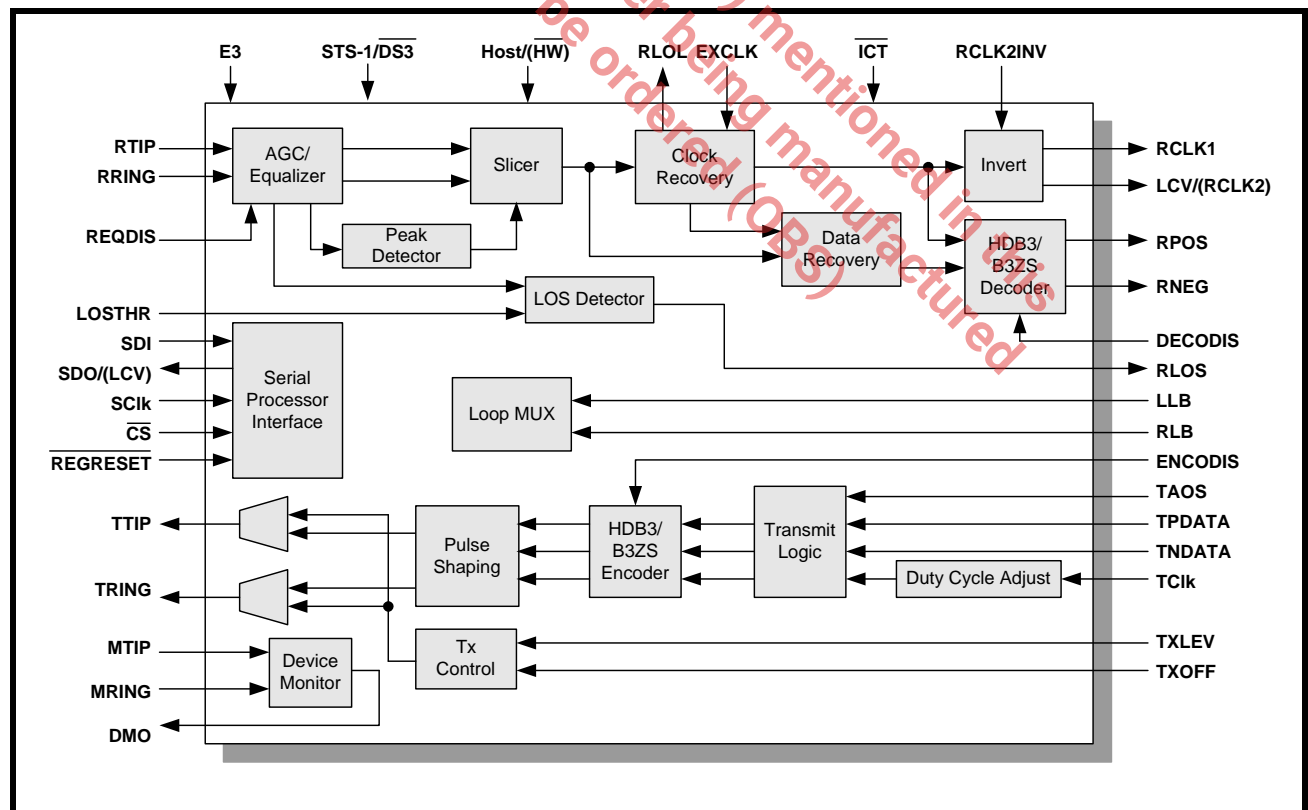 ) mentioned in this
er being manufactured
be ordered (OBS)
E3
STS-1/DS3
Host/(HW)
RLOL
EXCLK
ICT
RCLK2INV
RTIP
RRING
REQDIS
LOSTHR
SDI
SDO/(LCV)
SClk
CS
REGRESET
TTIP
TRING
MTIP
MRING
DMO
AGC/
Equalizer
Peak
Detector
Slicer
LOS Detector
Clock
Recovery
Data
Recovery
Invert
HDB3/
B3ZS
Decoder
Serial
Processor
Interface
Loop MUX
Pulse
Shaping
HDB3/
B3ZS
Encoder
Transmit
Logic
Duty Cycle Adjust
Tx
Control
Device
Monitor
RCLK1
LCV/(RCLK2)
RPOS
RNEG
DECODIS
RLOS
LLB
RLB
ENCODIS
TAOS
TPDATA
TNDATA
TClk
TXLEV
TXOFF